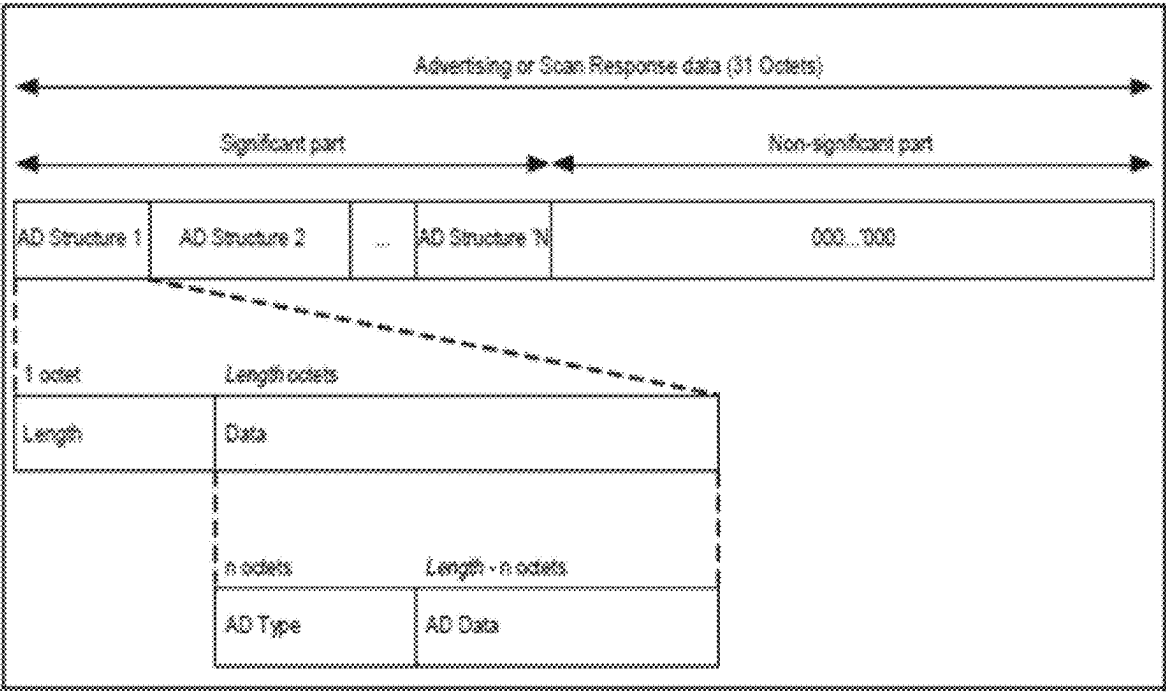 Advertising or Scan Response data (31 Octets)
Significant part Non-significant part
AD Structure 1 AD Structure 2 ... AD Structure N 000...000
1 octet Length octets
Length Data
n octets Length - n octets
AD Type AD Data